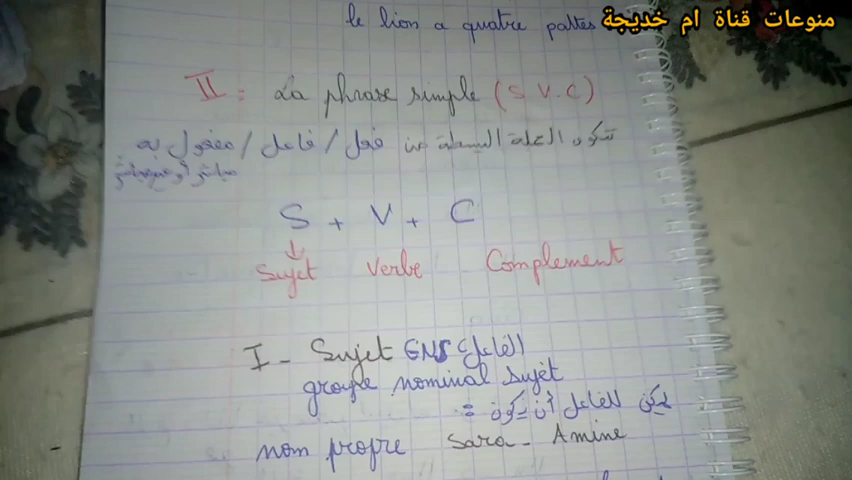 le lion a quatre pattes
منوعات قناة ام خديجة
II : La phrase simple (S V.C)
تتكون الجملة البسيطة من فعل / فاعل / مفعول به
مباشر أو غير مباشر
S + V + C
Sujet Verbe Complement
I - Sujet GNS الفاعل
groupe nominal Sujet
يمكن للفاعل أن يكون :
nom propre Sara - Amine